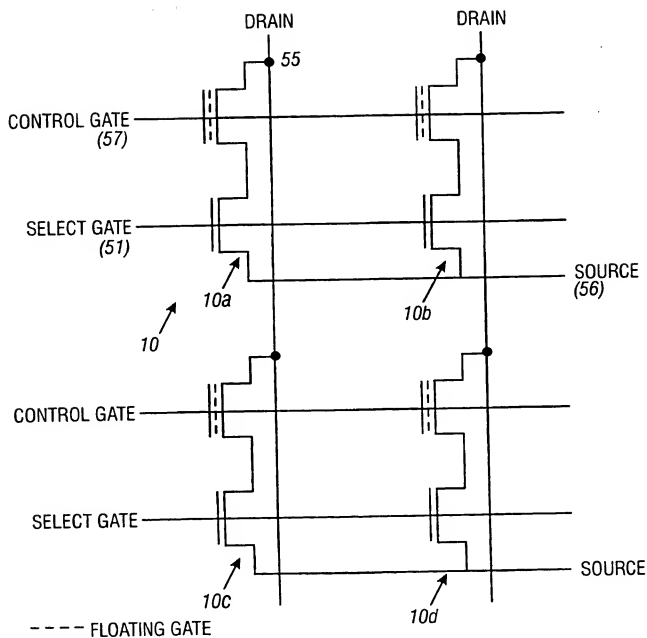 DRAIN
DRAIN
55
CONTROL GATE
(57)
SELECT GATE
(51)
SOURCE
(56)
10a
10b
10
CONTROL GATE
SELECT GATE
SOURCE
10c
10d
---- FLOATING GATE